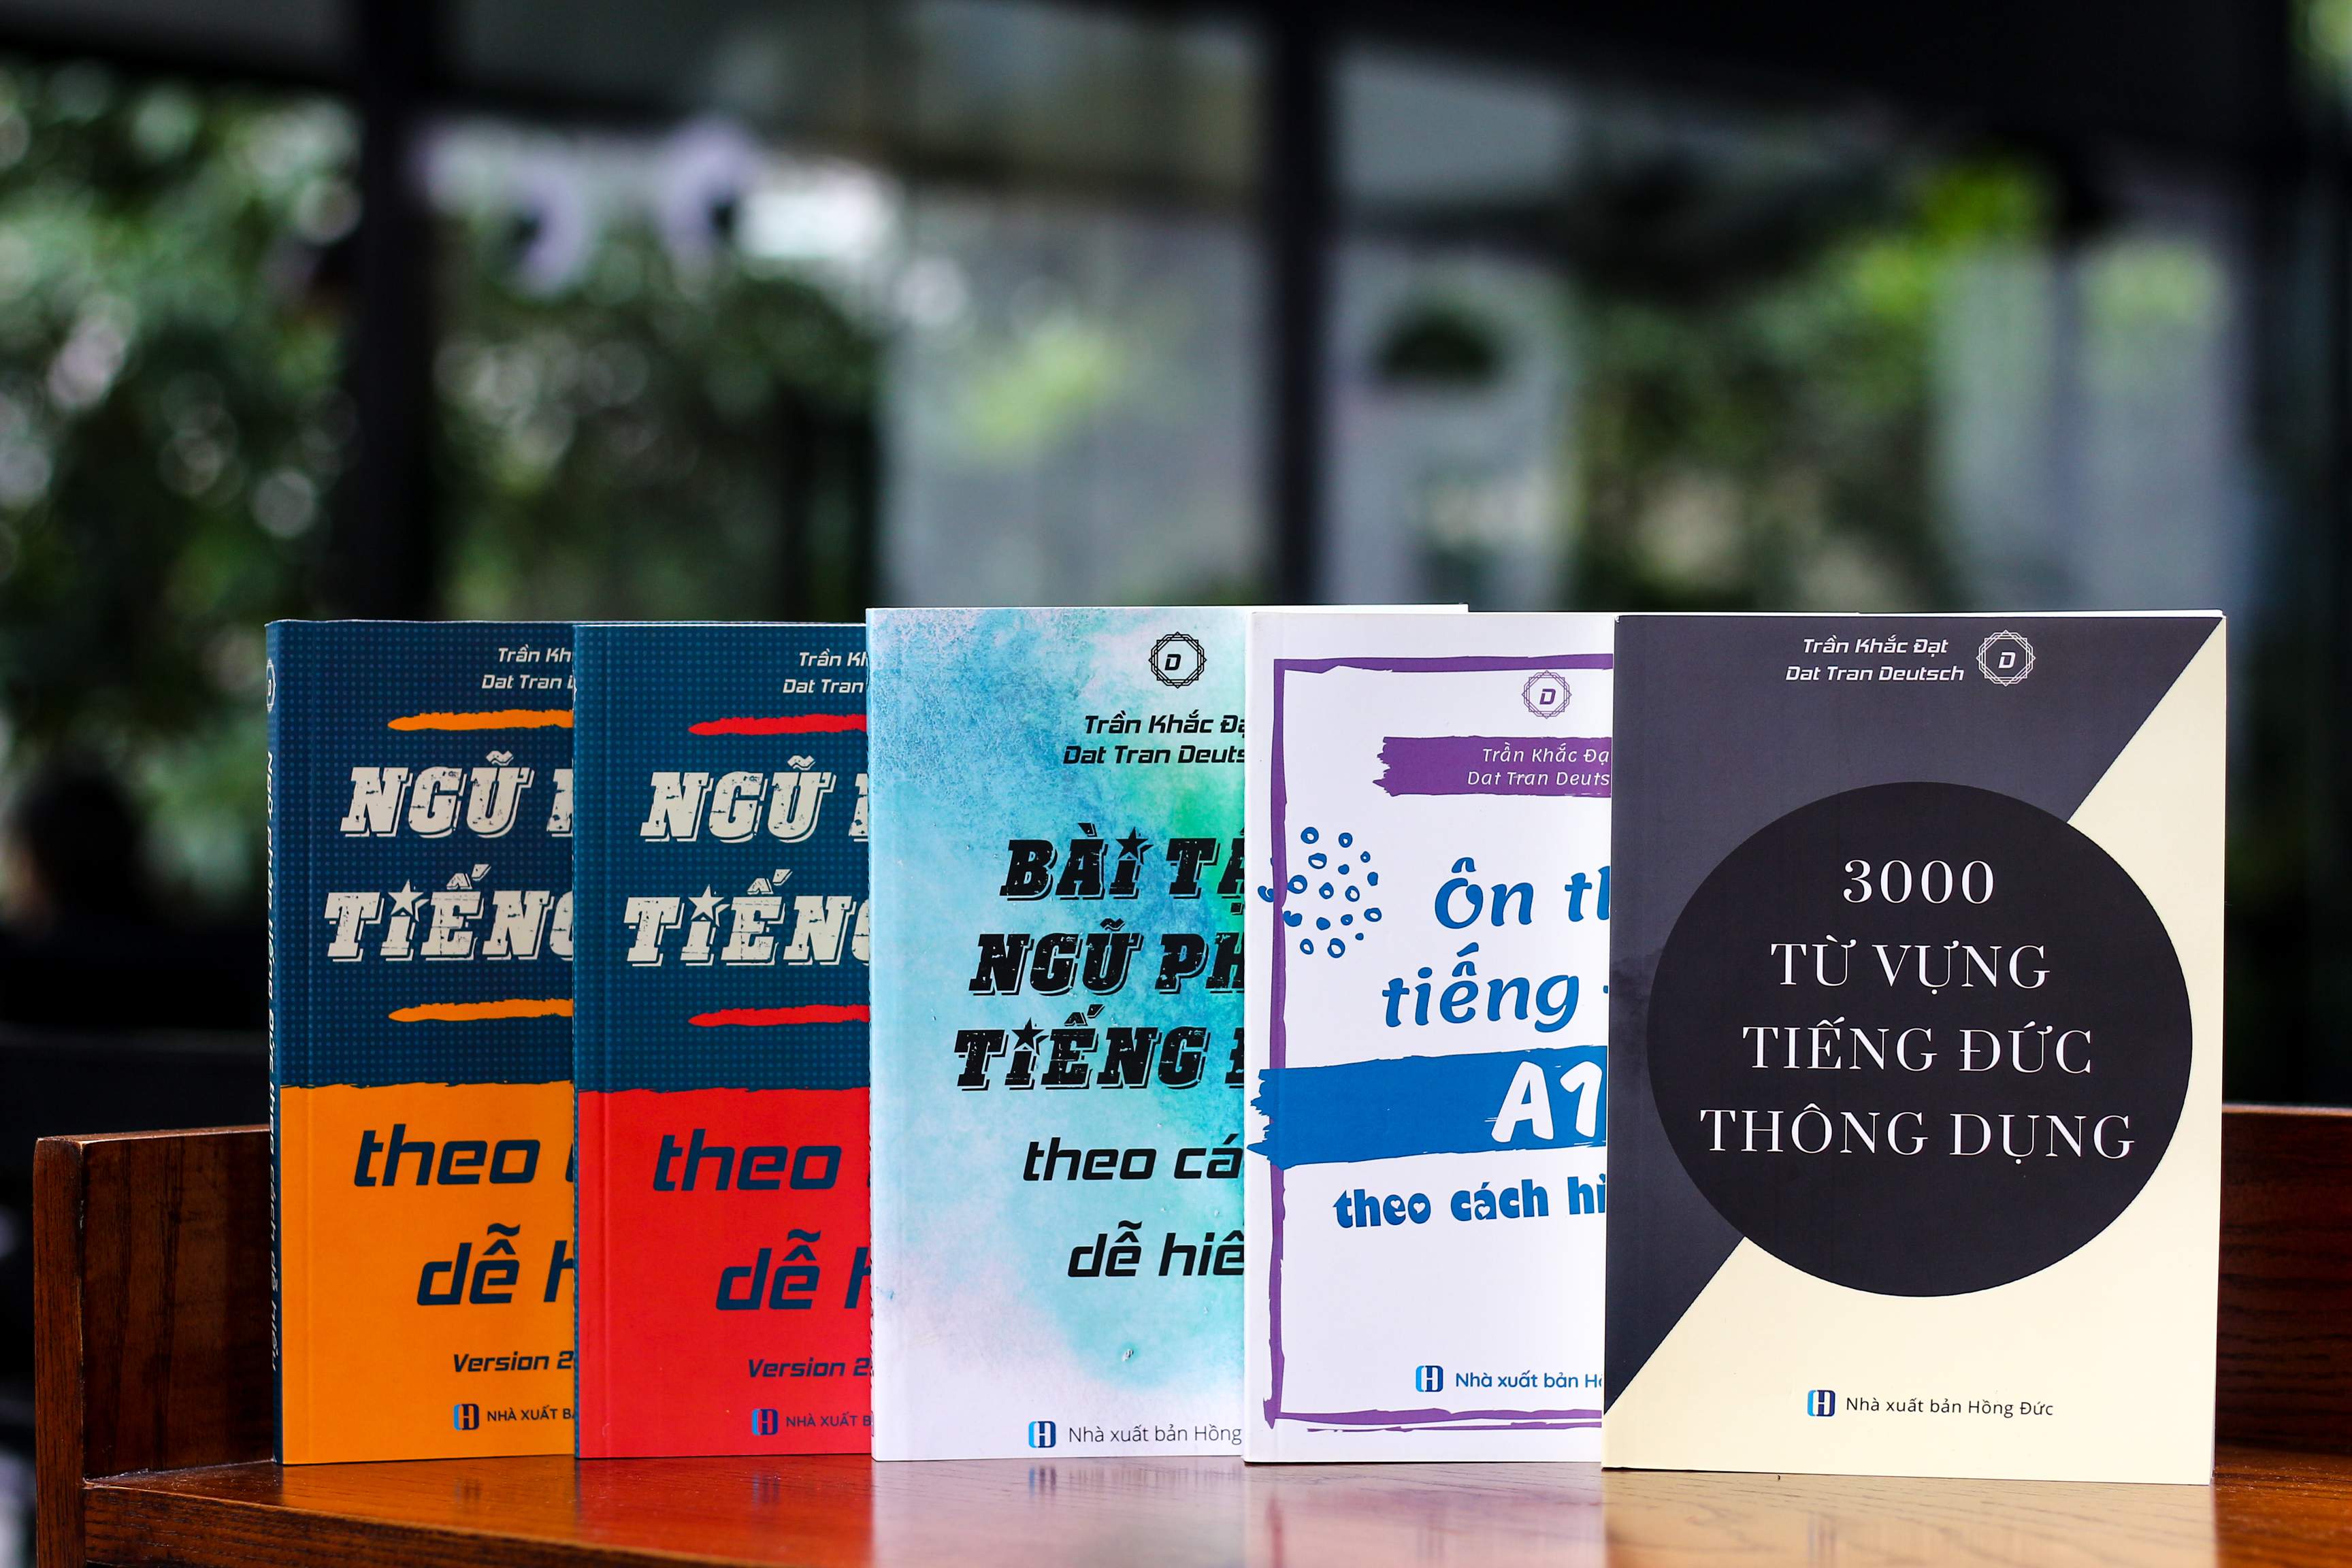 Trần Kh
Dat Tran
NGỮ
TIẾNG
theo
dễ h
Version 2
NHÀ XUẤT B
Trần Kh
Dat Tran
NGỮ
TIẾNG
theo
dễ h
Version 2
NHÀ XUẤT B
D
Trần Khắc Đạ
Dat Tran Deuts
BÀI TẬ
NGỮ PH
TIẾNG Đ
theo cá
dễ hiể
Nhà xuất bản Hồng
D
Trần Khắc Đạ
Dat Tran Deuts
Ôn th
tiếng
A1
theo cách hi
Nhà xuất bản Hồ
Trần Khắc Đạt
Dat Tran Deutsch
D
3000
TỪ VỰNG
TIẾNG ĐỨC
THÔNG DỤNG
Nhà xuất bản Hồng Đức